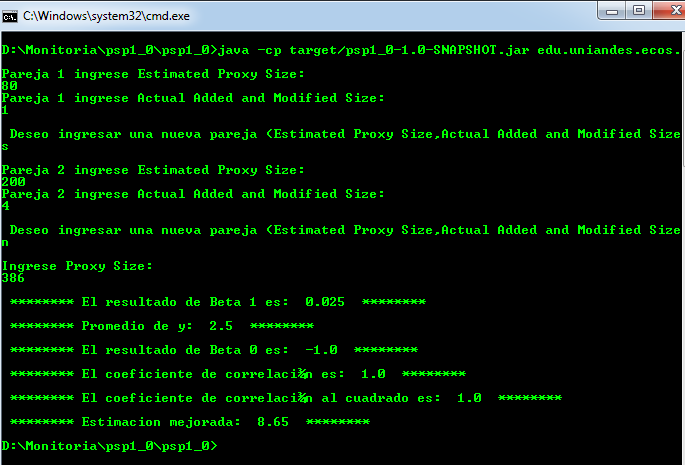 C:\Windows\system32\cmd.exe
D:\Monitoria\psp1_0\psp1_0>java -cp target/psp1_0-1.0-SNAPSHOT.jar edu.uniandes.ecos.
Pareja 1 ingrese Estimated Proxy Size:
80
Pareja 1 ingrese Actual Added and Modified Size:
1
Deseo ingresar una nueva pareja (Estimated Proxy Size,Actual Added and Modified Size
s
Pareja 2 ingrese Estimated Proxy Size:
200
Pareja 2 ingrese Actual Added and Modified Size:
4
Deseo ingresar una nueva pareja (Estimated Proxy Size,Actual Added and Modified Size
n
Ingrese Proxy Size:
386
******** El resultado de Beta 1 es:  0.025  ********
******** Promedio de y:  2.5  ********
******** El resultado de Beta 0 es:  -1.0  ********
******** El coeficiente de correlaci¾n es:  1.0  ********
******** El coeficiente de correlaci¾n al cuadrado es:  1.0  ********
******** Estimacion mejorada:  8.65  ********
D:\Monitoria\psp1_0\psp1_0>